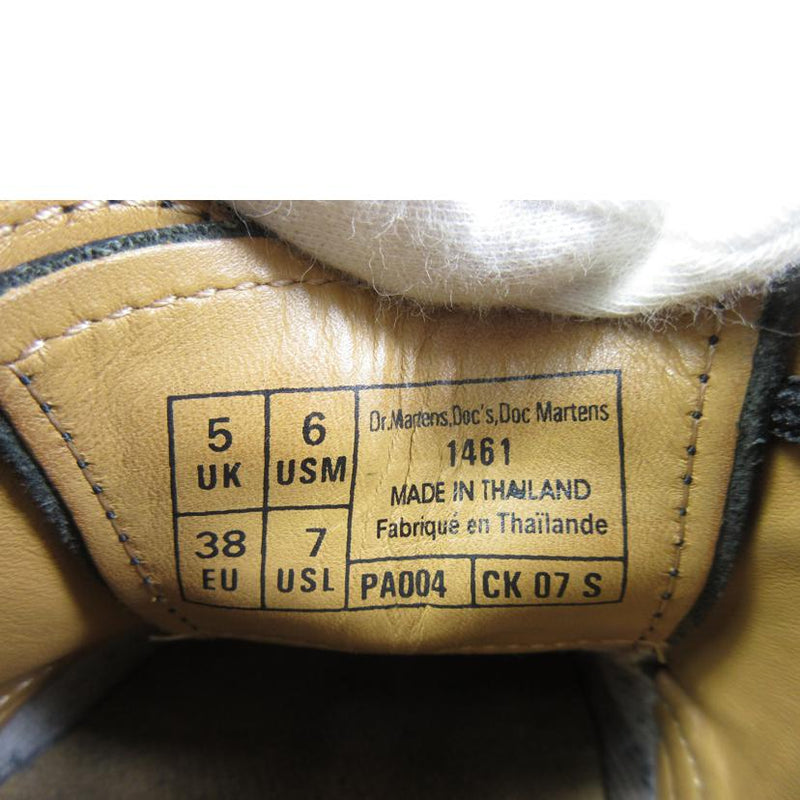 5
UK
6
USM
38
EU
7
USL
Dr.Martens,Doc's,Doc Martens
1461
MADE IN THAILAND
Fabriqué en Thaïlande
PA004
CK 07 S